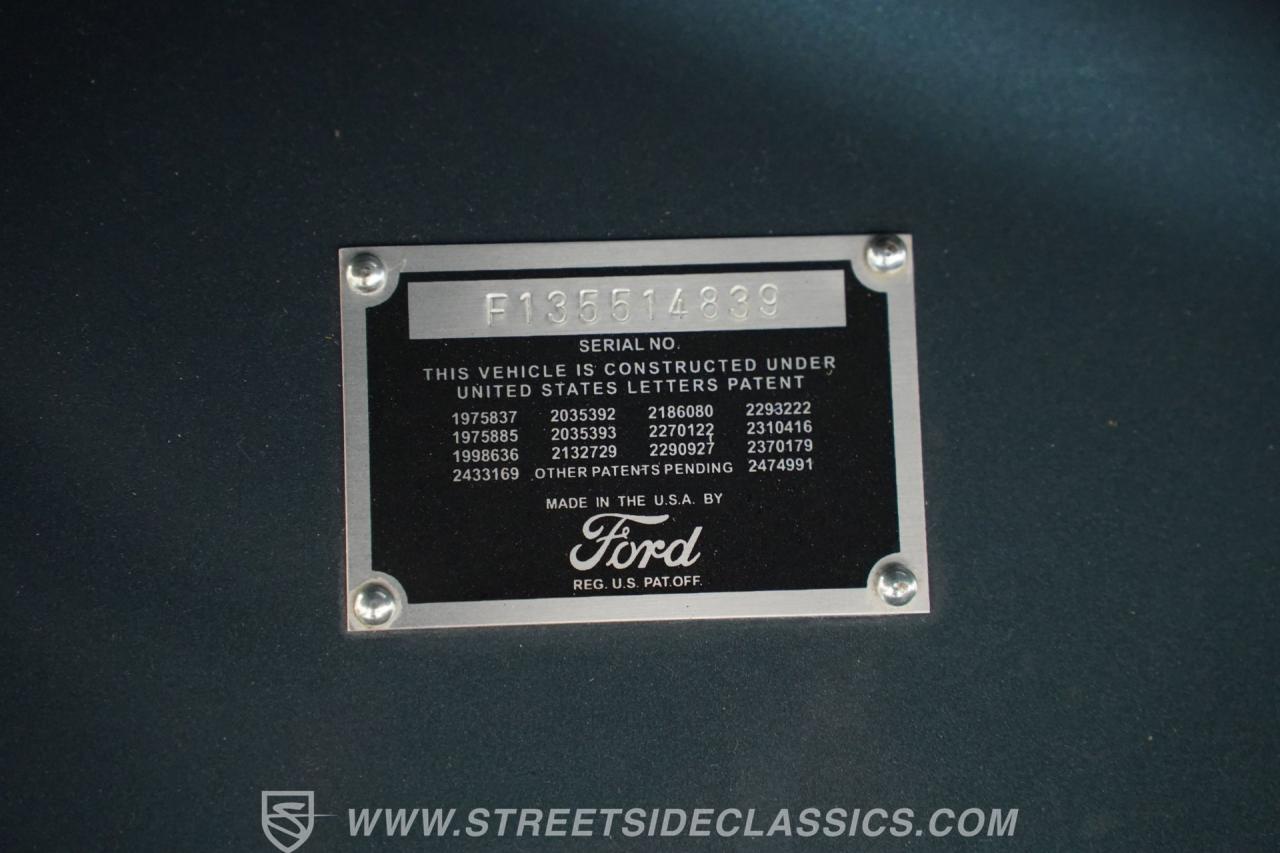 F135514839
SERIAL NO.
THIS VEHICLE IS CONSTRUCTED UNDER
UNITED STATES LETTERS PATENT
1975837 2035392 2186080 2293222
1975885 2035393 2270122 2310416
1998636 2132729 2290927 2370179
2433169 OTHER PATENTS PENDING 2474991
MADE IN THE U.S.A. BY
Ford
REG. U.S. PAT.OFF.
WWW.STREETSIDECLASSICS.COM